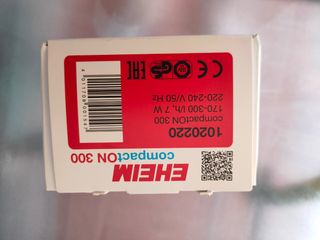 EHEIM
compactON 300
1020220
compactON 300
170-300 l/h, 7 W
220-240 V/50 Hz